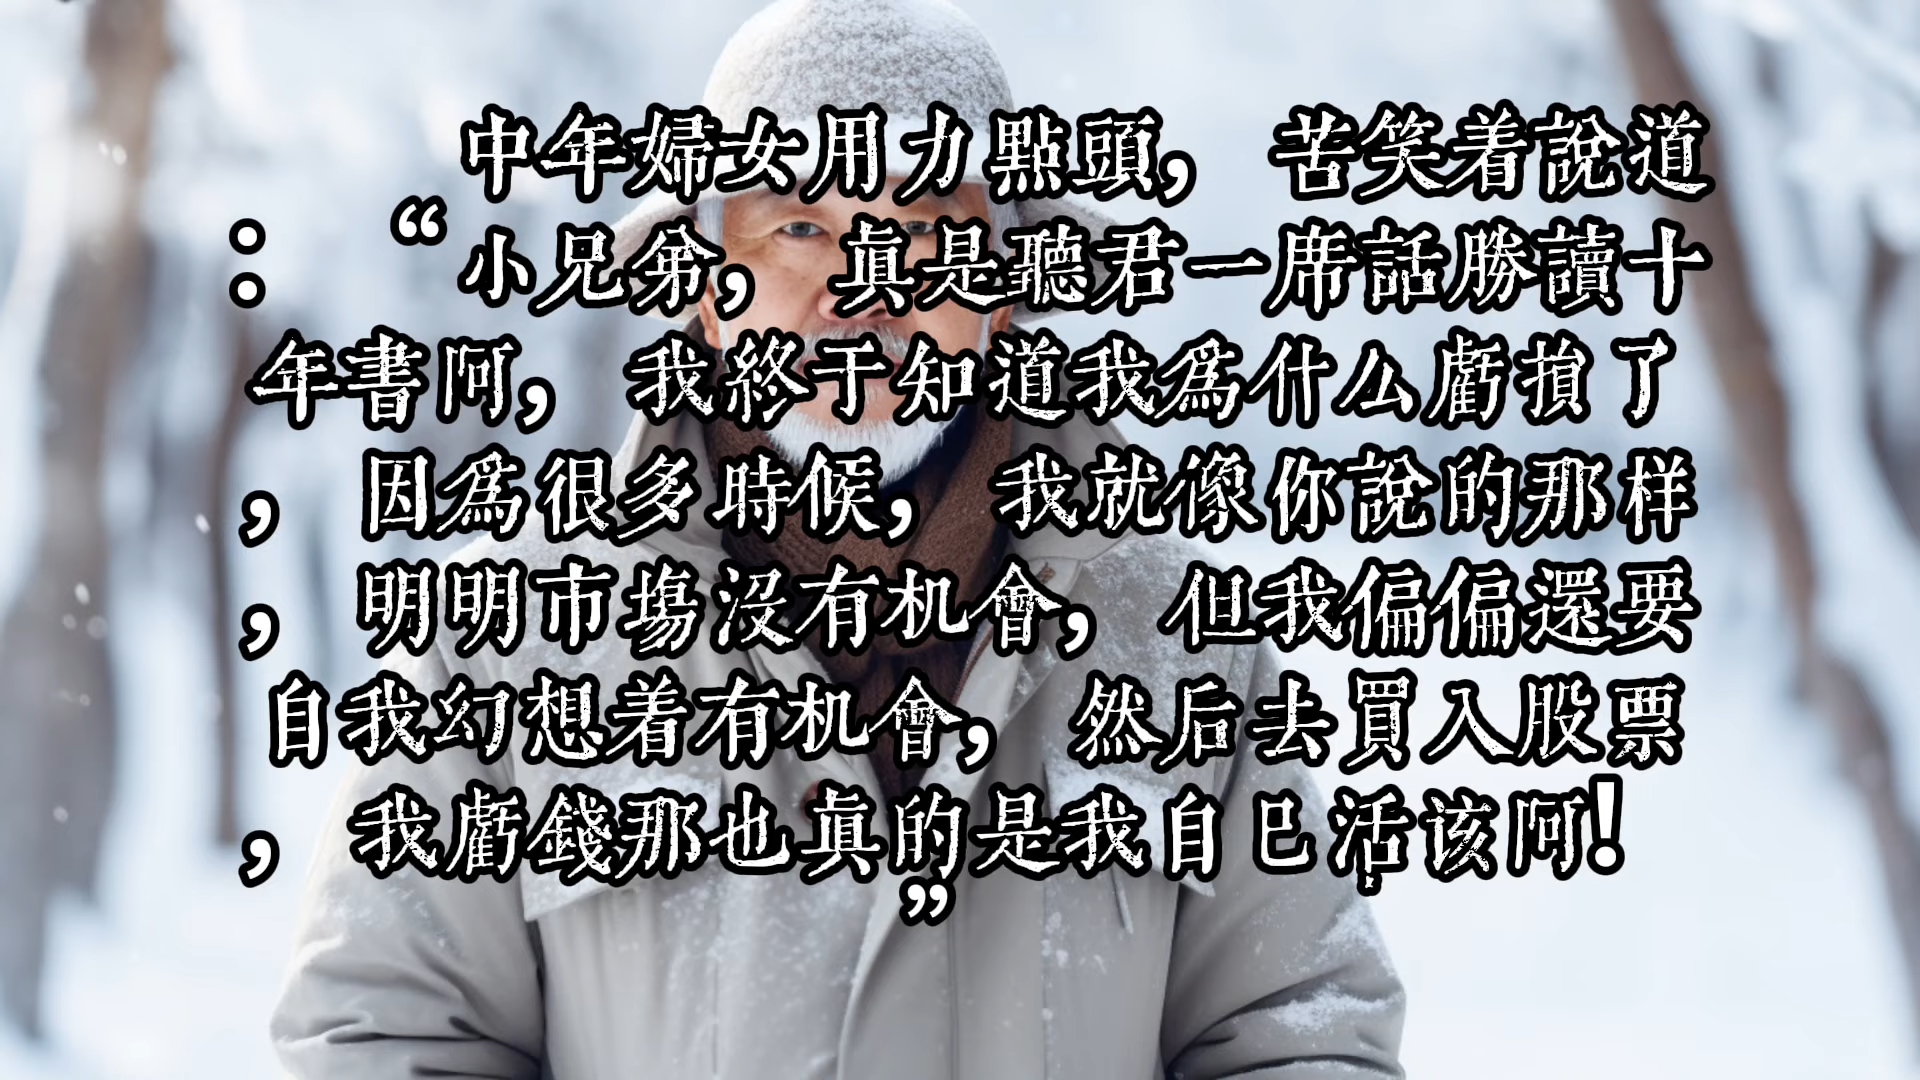 中年婦女用力點頭，苦笑着說道
：“小兄弟，真是聽君一席話勝讀十
年書阿，我終于知道我爲什么虧損了
，因爲很多時候，我就像你說的那样
，明明市場沒有机會，但我偏偏還要
自我幻想着有机會，然后去買入股票
，我虧錢那也真的是我自已活该阿！
”